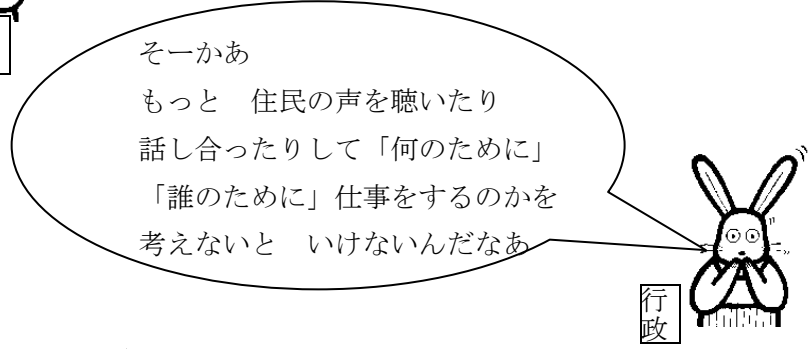 そーかあ
もっと　住民の声を聴いたり
話し合ったりして「何のために」
「誰のために」仕事をするのかを
考えないと　いけないんだなあ
行政